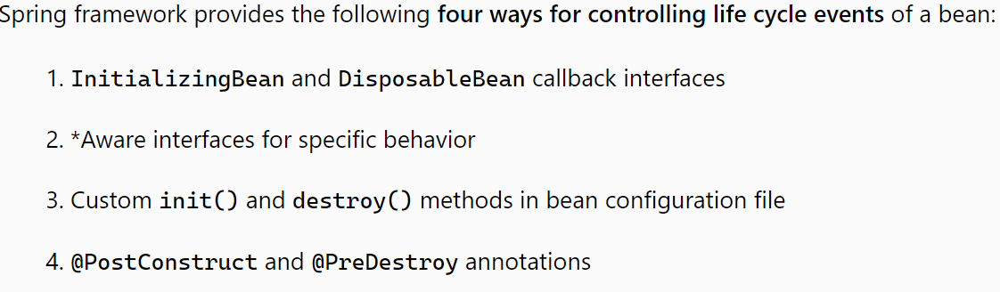 Spring framework provides the following four ways for controlling life cycle events of a bean:
1. InitializingBean and DisposableBean callback interfaces
2. *Aware interfaces for specific behavior
3. Custom init() and destroy() methods in bean configuration file
4. @PostConstruct and @PreDestroy annotations